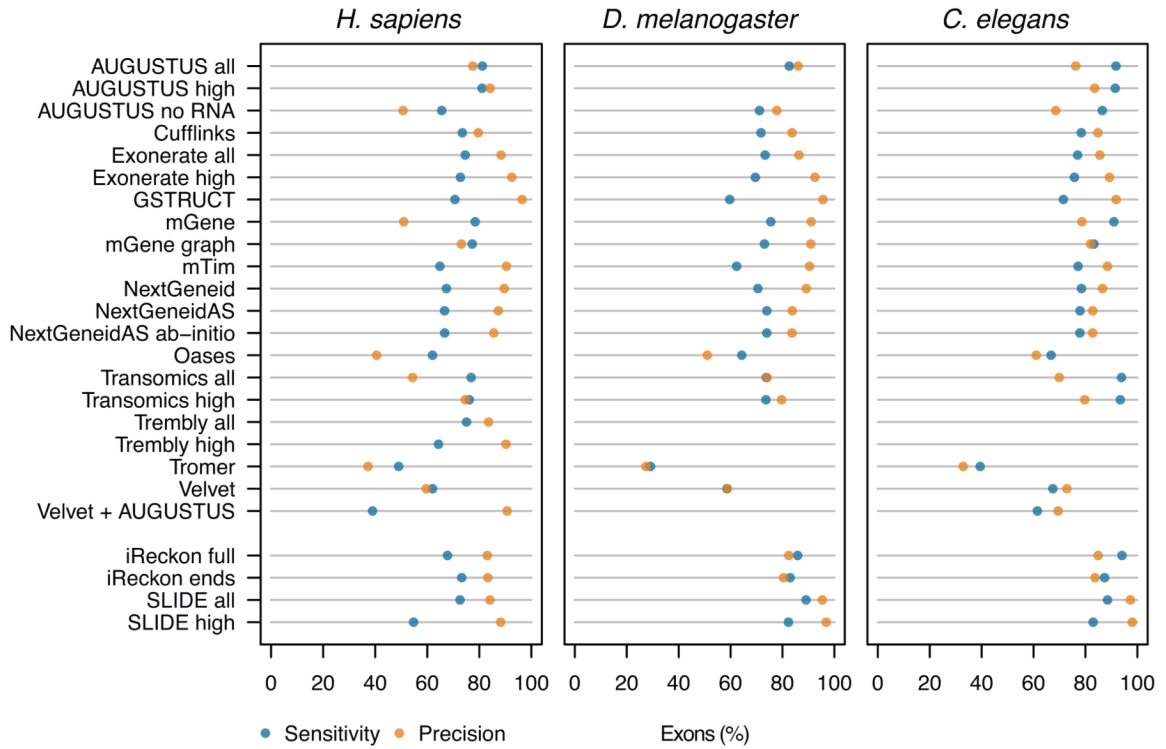 H. sapiens D. melanogaster C. elegans
AUGUSTUS all
AUGUSTUS high
AUGUSTUS no RNA
Cufflinks
Exonerate all
Exonerate high
GSTRUCT
mGene
mGene graph
mTim
NextGeneid
NextGeneidAS
NextGeneidAS ab−initio
Oases
Transomics all
Transomics high
Trembly all
Trembly high
Tromer
Velvet
Velvet + AUGUSTUS
iReckon full
iReckon ends
SLIDE all
SLIDE high
0 20 40 60 80 100 0 20 40 60 80 100 0 20 40 60 80 100
Sensitivity Precision Exons (%)